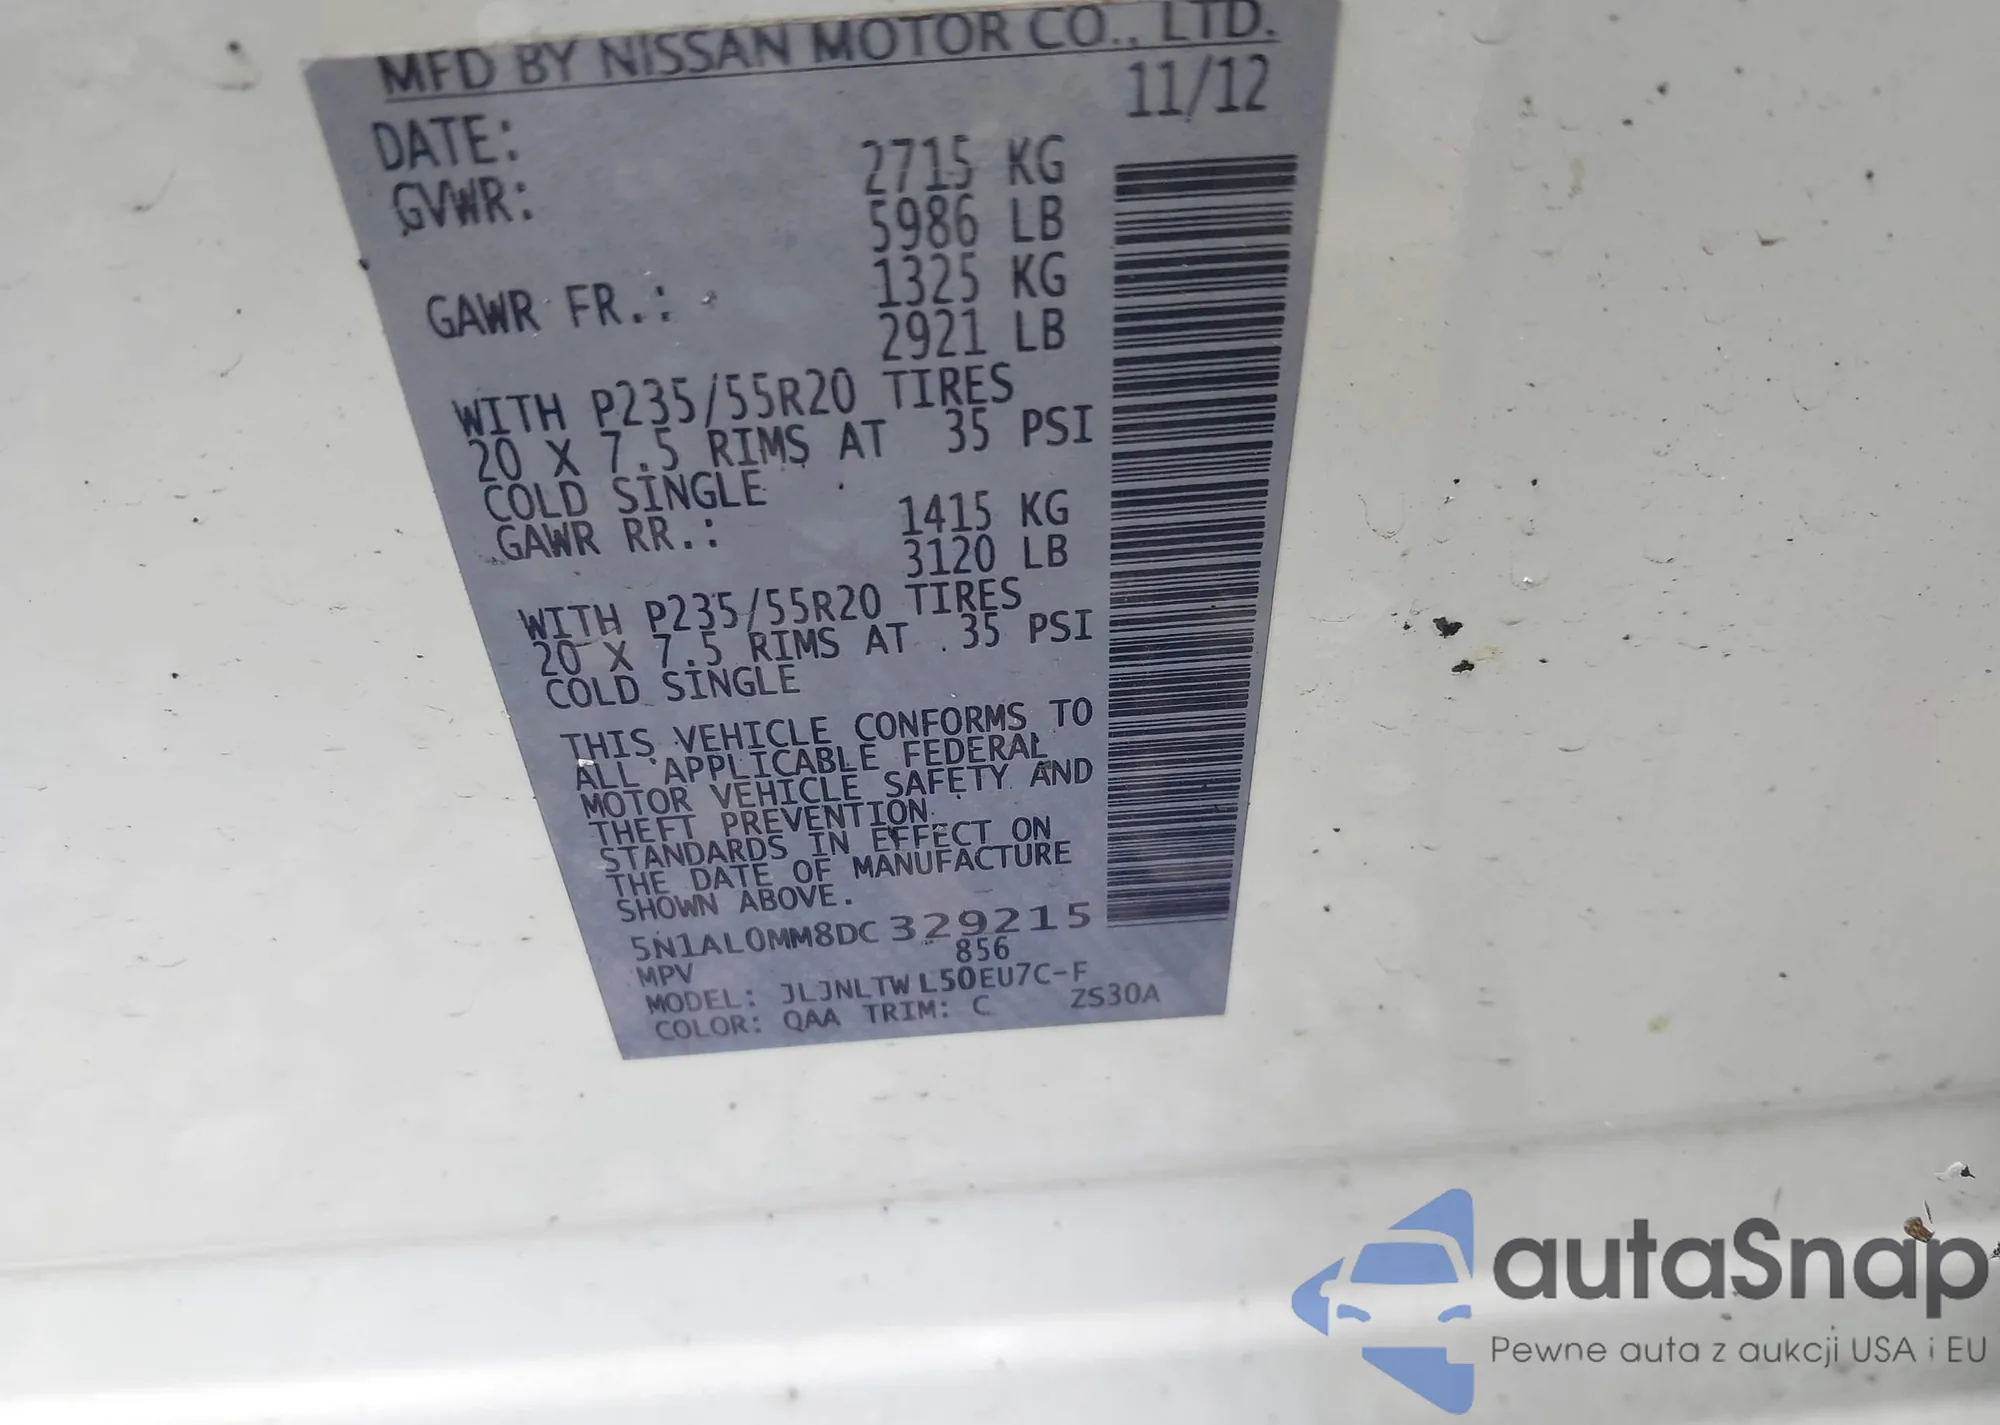 MFD BY NISSAN MOTOR CO., LTD.
DATE: 11/12
GVWR: 2715 KG
5986 LB
GAWR FR.: 1325 KG
2921 LB
WITH P235/55R20 TIRES
20 X 7.5 RIMS AT 35 PSI
COLD SINGLE
GAWR RR.: 1415 KG
3120 LB
WITH P235/55R20 TIRES
20 X 7.5 RIMS AT 35 PSI
COLD SINGLE
THIS VEHICLE CONFORMS TO
ALL APPLICABLE FEDERAL
MOTOR VEHICLE SAFETY AND
THEFT PREVENTION
STANDARDS IN EFFECT ON
THE DATE OF MANUFACTURE
SHOWN ABOVE.
5N1AL0MM8DC 329215
MPV 856
MODEL: JLJNLTW L50EU7C-F
COLOR: QAA TRIM: C ZS30A
autaSnap
Pewne auta z aukcji USA i EU